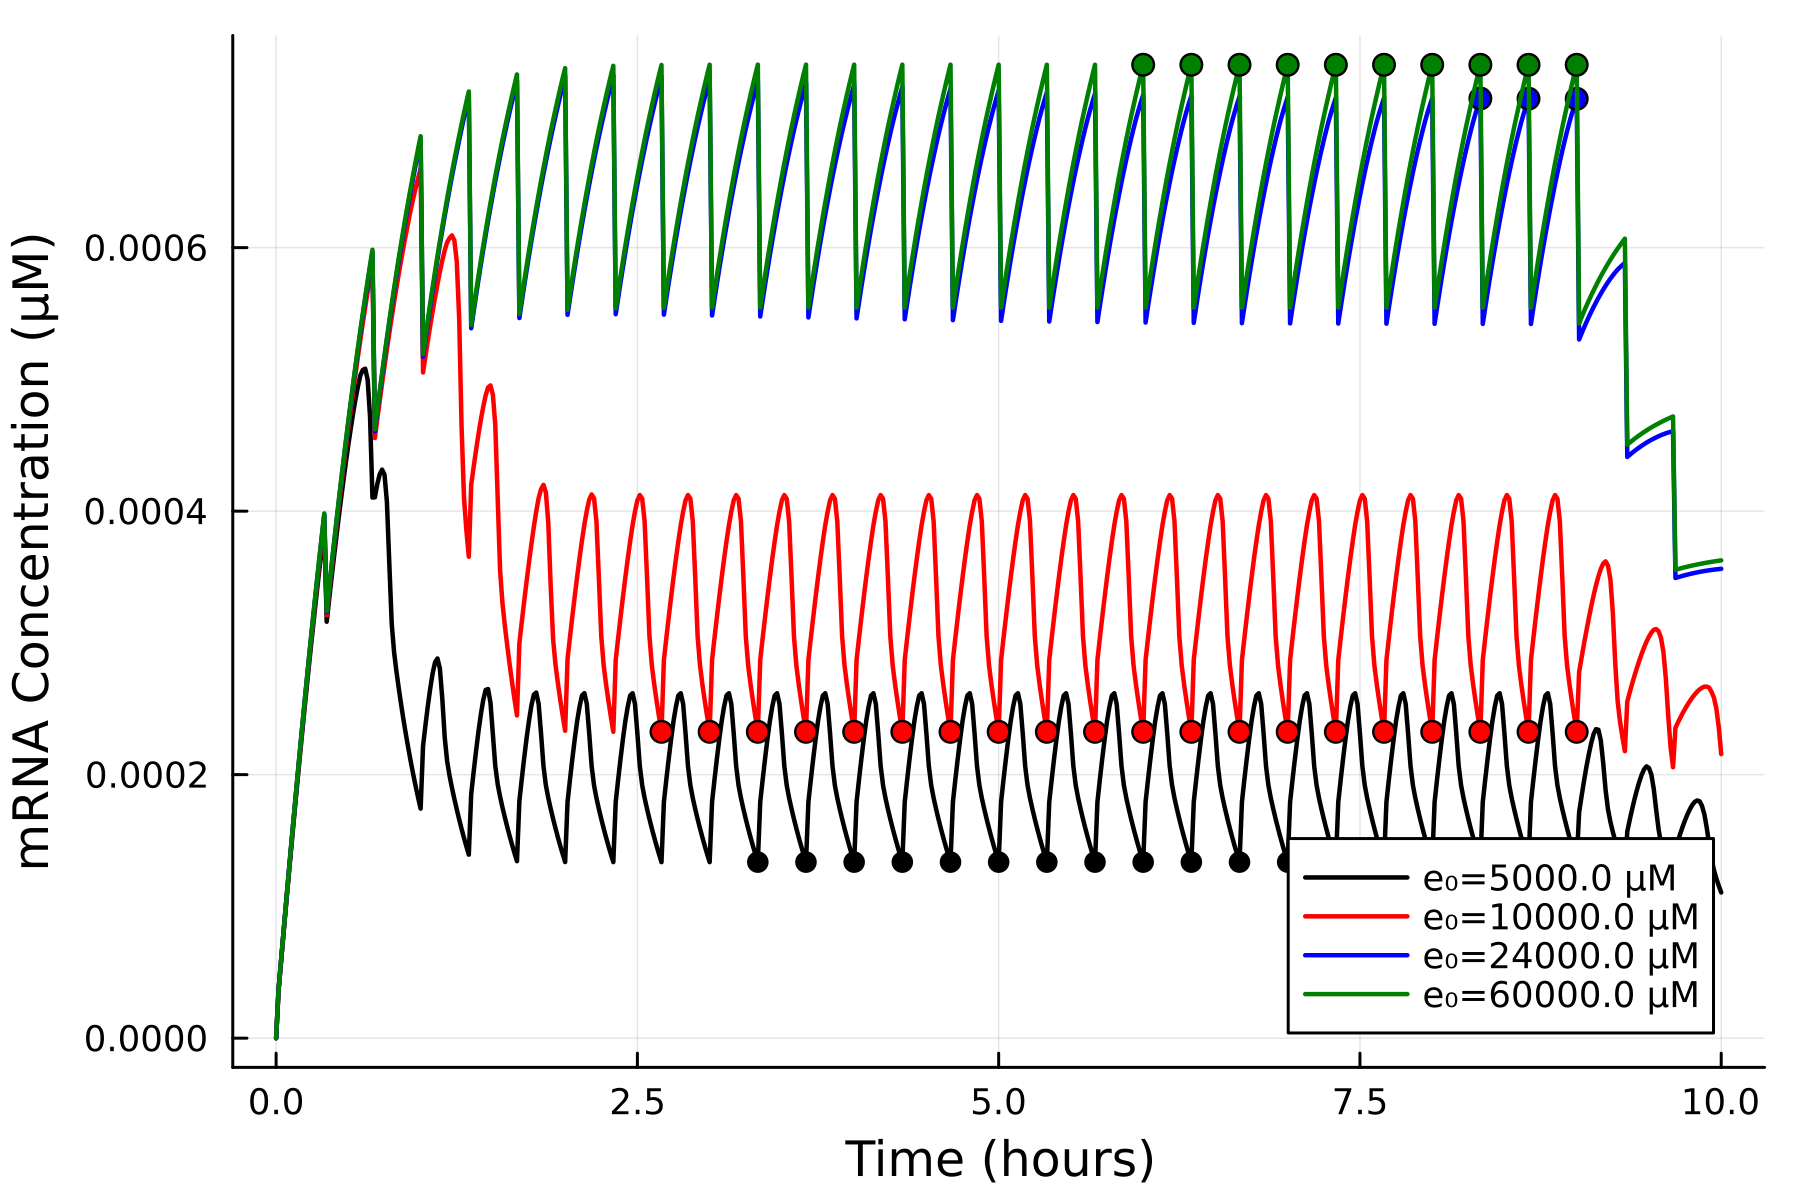 mRNA Concentration (μM)
0.0006
0.0004
0.0002
0.0000
e₀=5000.0 μM
e₀=10000.0 μM
e₀=24000.0 μM
e₀=60000.0 μM
0.0 2.5 5.0 7.5 10.0
Time (hours)